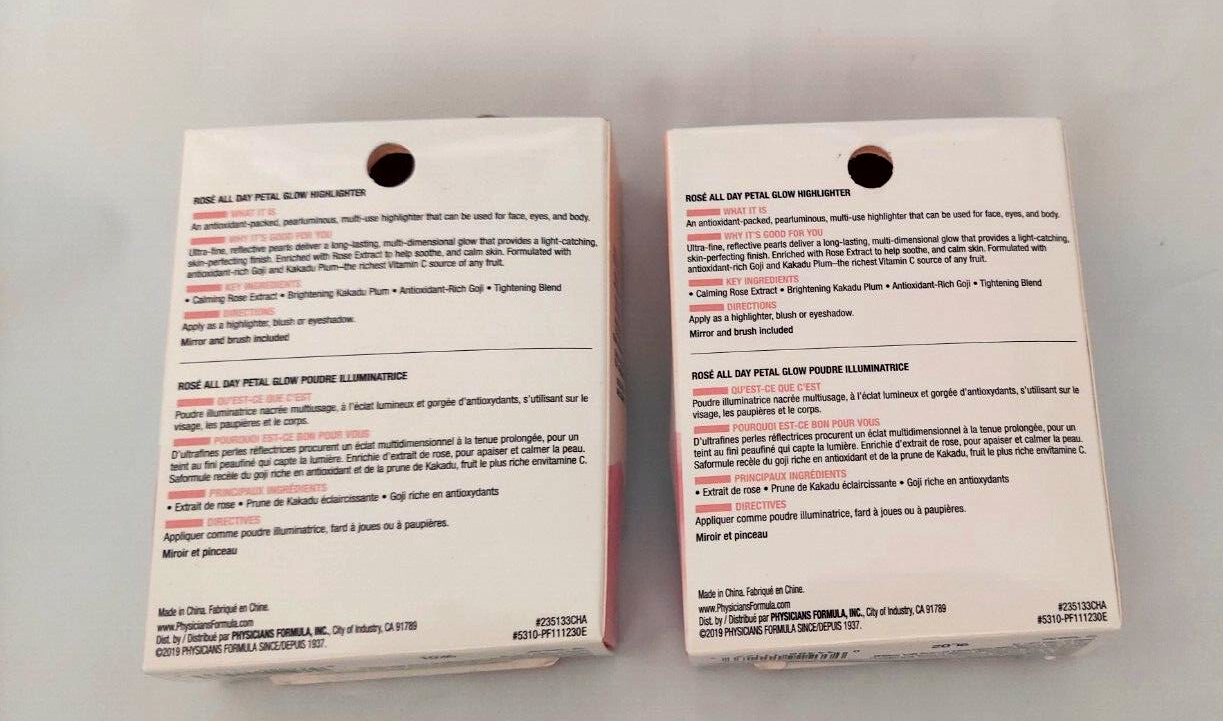 ROSÉ ALL DAY PETAL GLOW HIGHLIGHTER
WHAT IT IS
An antioxidant-packed, pearluminous, multi-use highlighter that can be used for face, eyes, and body.
WHY IT'S GOOD FOR YOU
Ultra-fine, reflective pearls deliver a long-lasting, multi-dimensional glow that provides a light-catching,
skin-perfecting finish. Enriched with Rose Extract to help soothe, and calm skin. Formulated with
antioxidant-rich Goji and Kakadu Plum–the richest Vitamin C source of any fruit.
KEY INGREDIENTS
• Calming Rose Extract • Brightening Kakadu Plum • Antioxidant-Rich Goji • Tightening Blend
DIRECTIONS
Apply as a highlighter, blush or eyeshadow.
Mirror and brush included
ROSÉ ALL DAY PETAL GLOW POUDRE ILLUMINATRICE
QU'EST-CE QUE C'EST
Poudre illuminatrice nacrée multiusage, à l'éclat lumineux et gorgée d'antioxydants, s'utilisant sur le
visage, les paupières et le corps.
POURQUOI EST-CE BON POUR VOUS
D'ultrafines perles réflectrices procurent un éclat multidimensionnel à la tenue prolongée, pour un
teint au fini peaufiné qui capte la lumière. Enrichie d'extrait de rose, pour apaiser et calmer la peau.
Saformule recèle du goji riche en antioxidant et de la prune de Kakadu, fruit le plus riche envitamine C.
PRINCIPAUX INGRÉDIENTS
• Extrait de rose • Prune de Kakadu éclaircissante • Goji riche en antioxydants
DIRECTIVES
Appliquer comme poudre illuminatrice, fard à joues ou à paupières.
Miroir et pinceau
Made in China. Fabriqué en Chine.
www.PhysiciansFormula.com
Dist. by / Distribué par PHYSICIANS FORMULA, INC., City of Industry, CA 91789
©2019 PHYSICIANS FORMULA SINCE/DEPUIS 1937.
#235133CHA
#5310-PF111230E
ROSÉ ALL DAY PETAL GLOW HIGHLIGHTER
WHAT IT IS
An antioxidant-packed, pearluminous, multi-use highlighter that can be used for face, eyes, and body.
WHY IT'S GOOD FOR YOU
Ultra-fine, reflective pearls deliver a long-lasting, multi-dimensional glow that provides a light-catching,
skin-perfecting finish. Enriched with Rose Extract to help soothe, and calm skin. Formulated with
antioxidant-rich Goji and Kakadu Plum–the richest Vitamin C source of any fruit.
KEY INGREDIENTS
• Calming Rose Extract • Brightening Kakadu Plum • Antioxidant-Rich Goji • Tightening Blend
DIRECTIONS
Apply as a highlighter, blush or eyeshadow.
Mirror and brush included
ROSÉ ALL DAY PETAL GLOW POUDRE ILLUMINATRICE
QU'EST-CE QUE C'EST
Poudre illuminatrice nacrée multiusage, à l'éclat lumineux et gorgée d'antioxydants, s'utilisant sur le
visage, les paupières et le corps.
POURQUOI EST-CE BON POUR VOUS
D'ultrafines perles réflectrices procurent un éclat multidimensionnel à la tenue prolongée, pour un
teint au fini peaufiné qui capte la lumière. Enrichie d'extrait de rose, pour apaiser et calmer la peau.
Saformule recèle du goji riche en antioxidant et de la prune de Kakadu, fruit le plus riche envitamine C.
PRINCIPAUX INGRÉDIENTS
• Extrait de rose • Prune de Kakadu éclaircissante • Goji riche en antioxydants
DIRECTIVES
Appliquer comme poudre illuminatrice, fard à joues ou à paupières.
Miroir et pinceau
Made in China. Fabriqué en Chine.
www.PhysiciansFormula.com
Dist. by / Distribué par PHYSICIANS FORMULA, INC., City of Industry, CA 91789
©2019 PHYSICIANS FORMULA SINCE/DEPUIS 1937.
#235133CHA
#5310-PF111230E